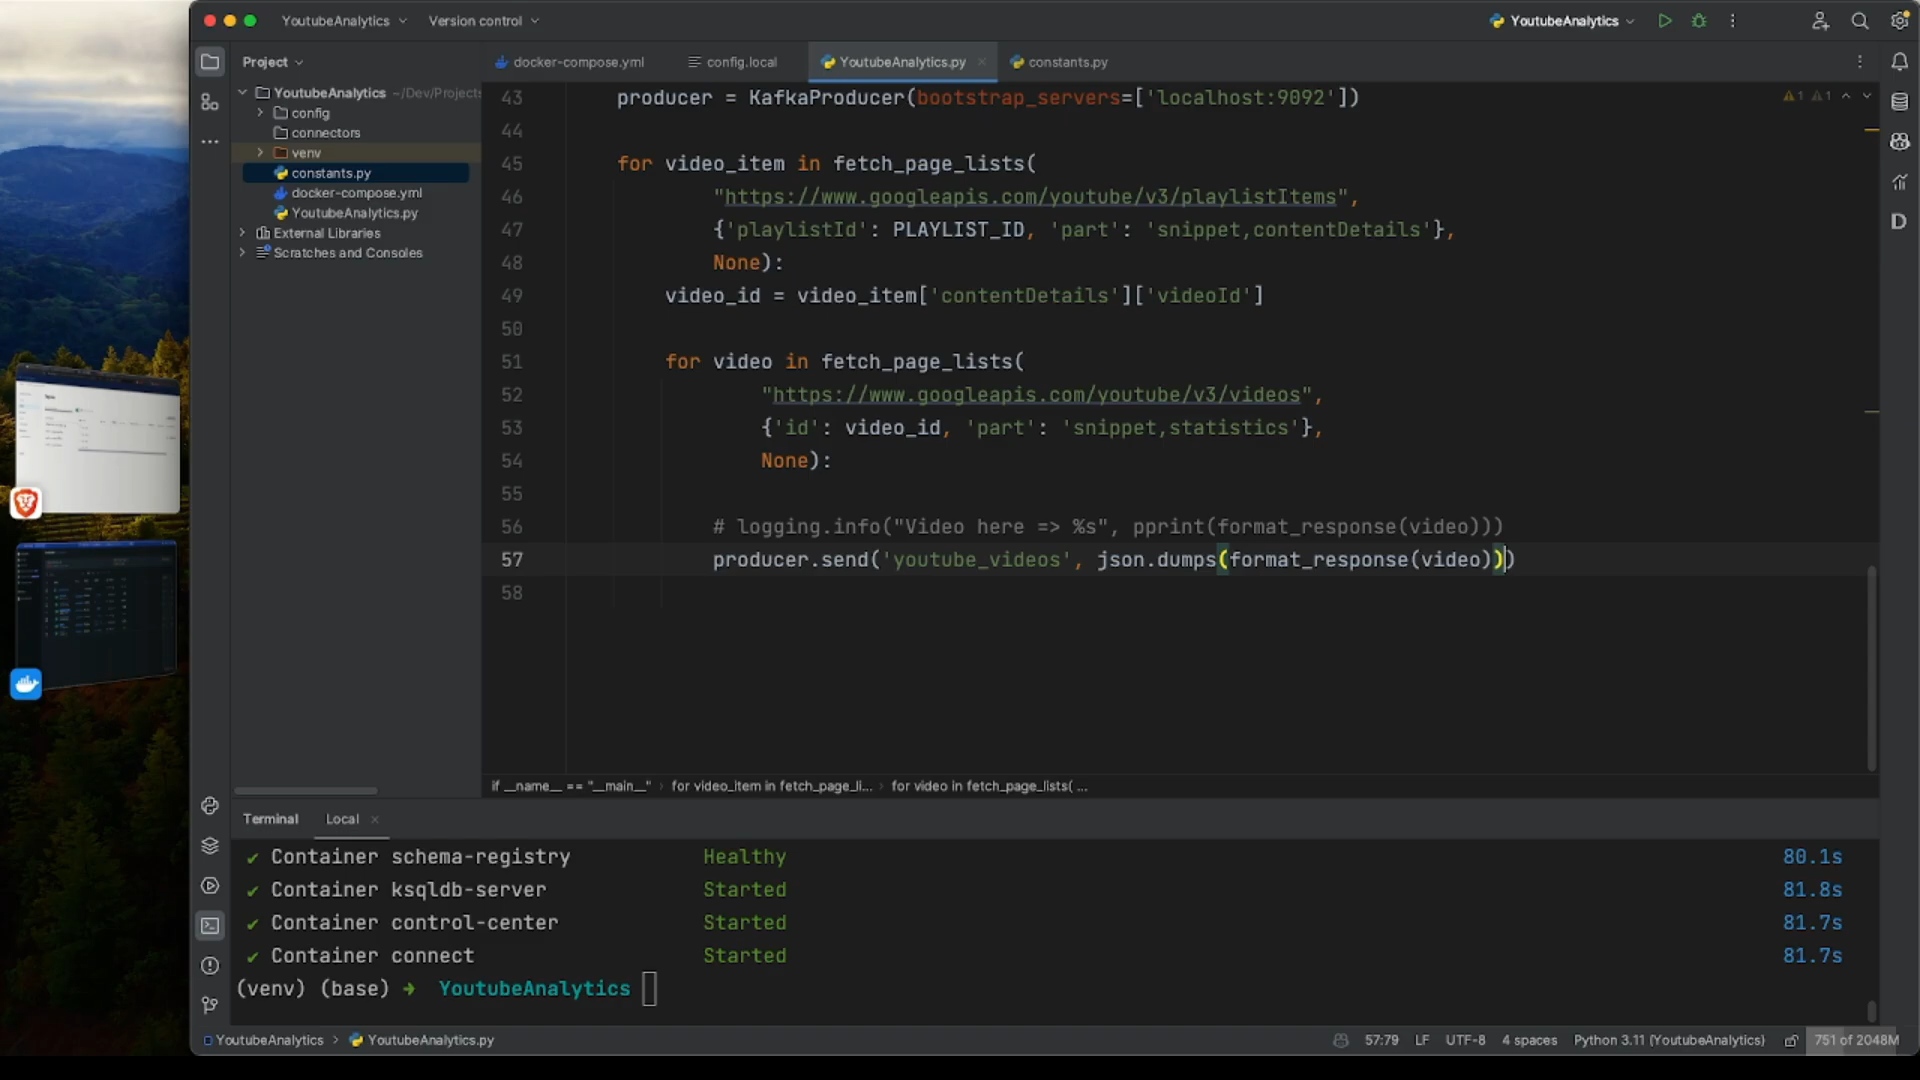 YoutubeAnalytics
Version control
YoutubeAnalytics
Project
docker-compose.yml
config.local
YoutubeAnalytics.py
constants.py
YoutubeAnalytics ~/Dev/Projects
config
connectors
venv
constants.py
docker-compose.yml
YoutubeAnalytics.py
External Libraries
Scratches and Consoles
1 1
43 producer = KafkaProducer(bootstrap_servers=['localhost:9092'])
44
45 for video_item in fetch_page_lists(
46 "https://www.googleapis.com/youtube/v3/playlistItems",
47 {'playlistId': PLAYLIST_ID, 'part': 'snippet,contentDetails'},
48 None):
49 video_id = video_item['contentDetails']['videoId']
50
51 for video in fetch_page_lists(
52 "https://www.googleapis.com/youtube/v3/videos",
53 {'id': video_id, 'part': 'snippet,statistics'},
54 None):
55
56 # logging.info("Video here => %s", pprint(format_response(video)))
57 producer.send('youtube_videos', json.dumps(format_response(video)))
58
if __name__ == "__main__" › for video_item in fetch_page_li... › for video in fetch_page_lists( ...
Terminal
Local
✔ Container schema-registry Healthy 80.1s
✔ Container ksqldb-server Started 81.8s
✔ Container control-center Started 81.7s
✔ Container connect Started 81.7s
(venv) (base) → YoutubeAnalytics
YoutubeAnalytics › YoutubeAnalytics.py
57:79
LF
UTF-8
4 spaces
Python 3.11 (YoutubeAnalytics)
751 of 2048M